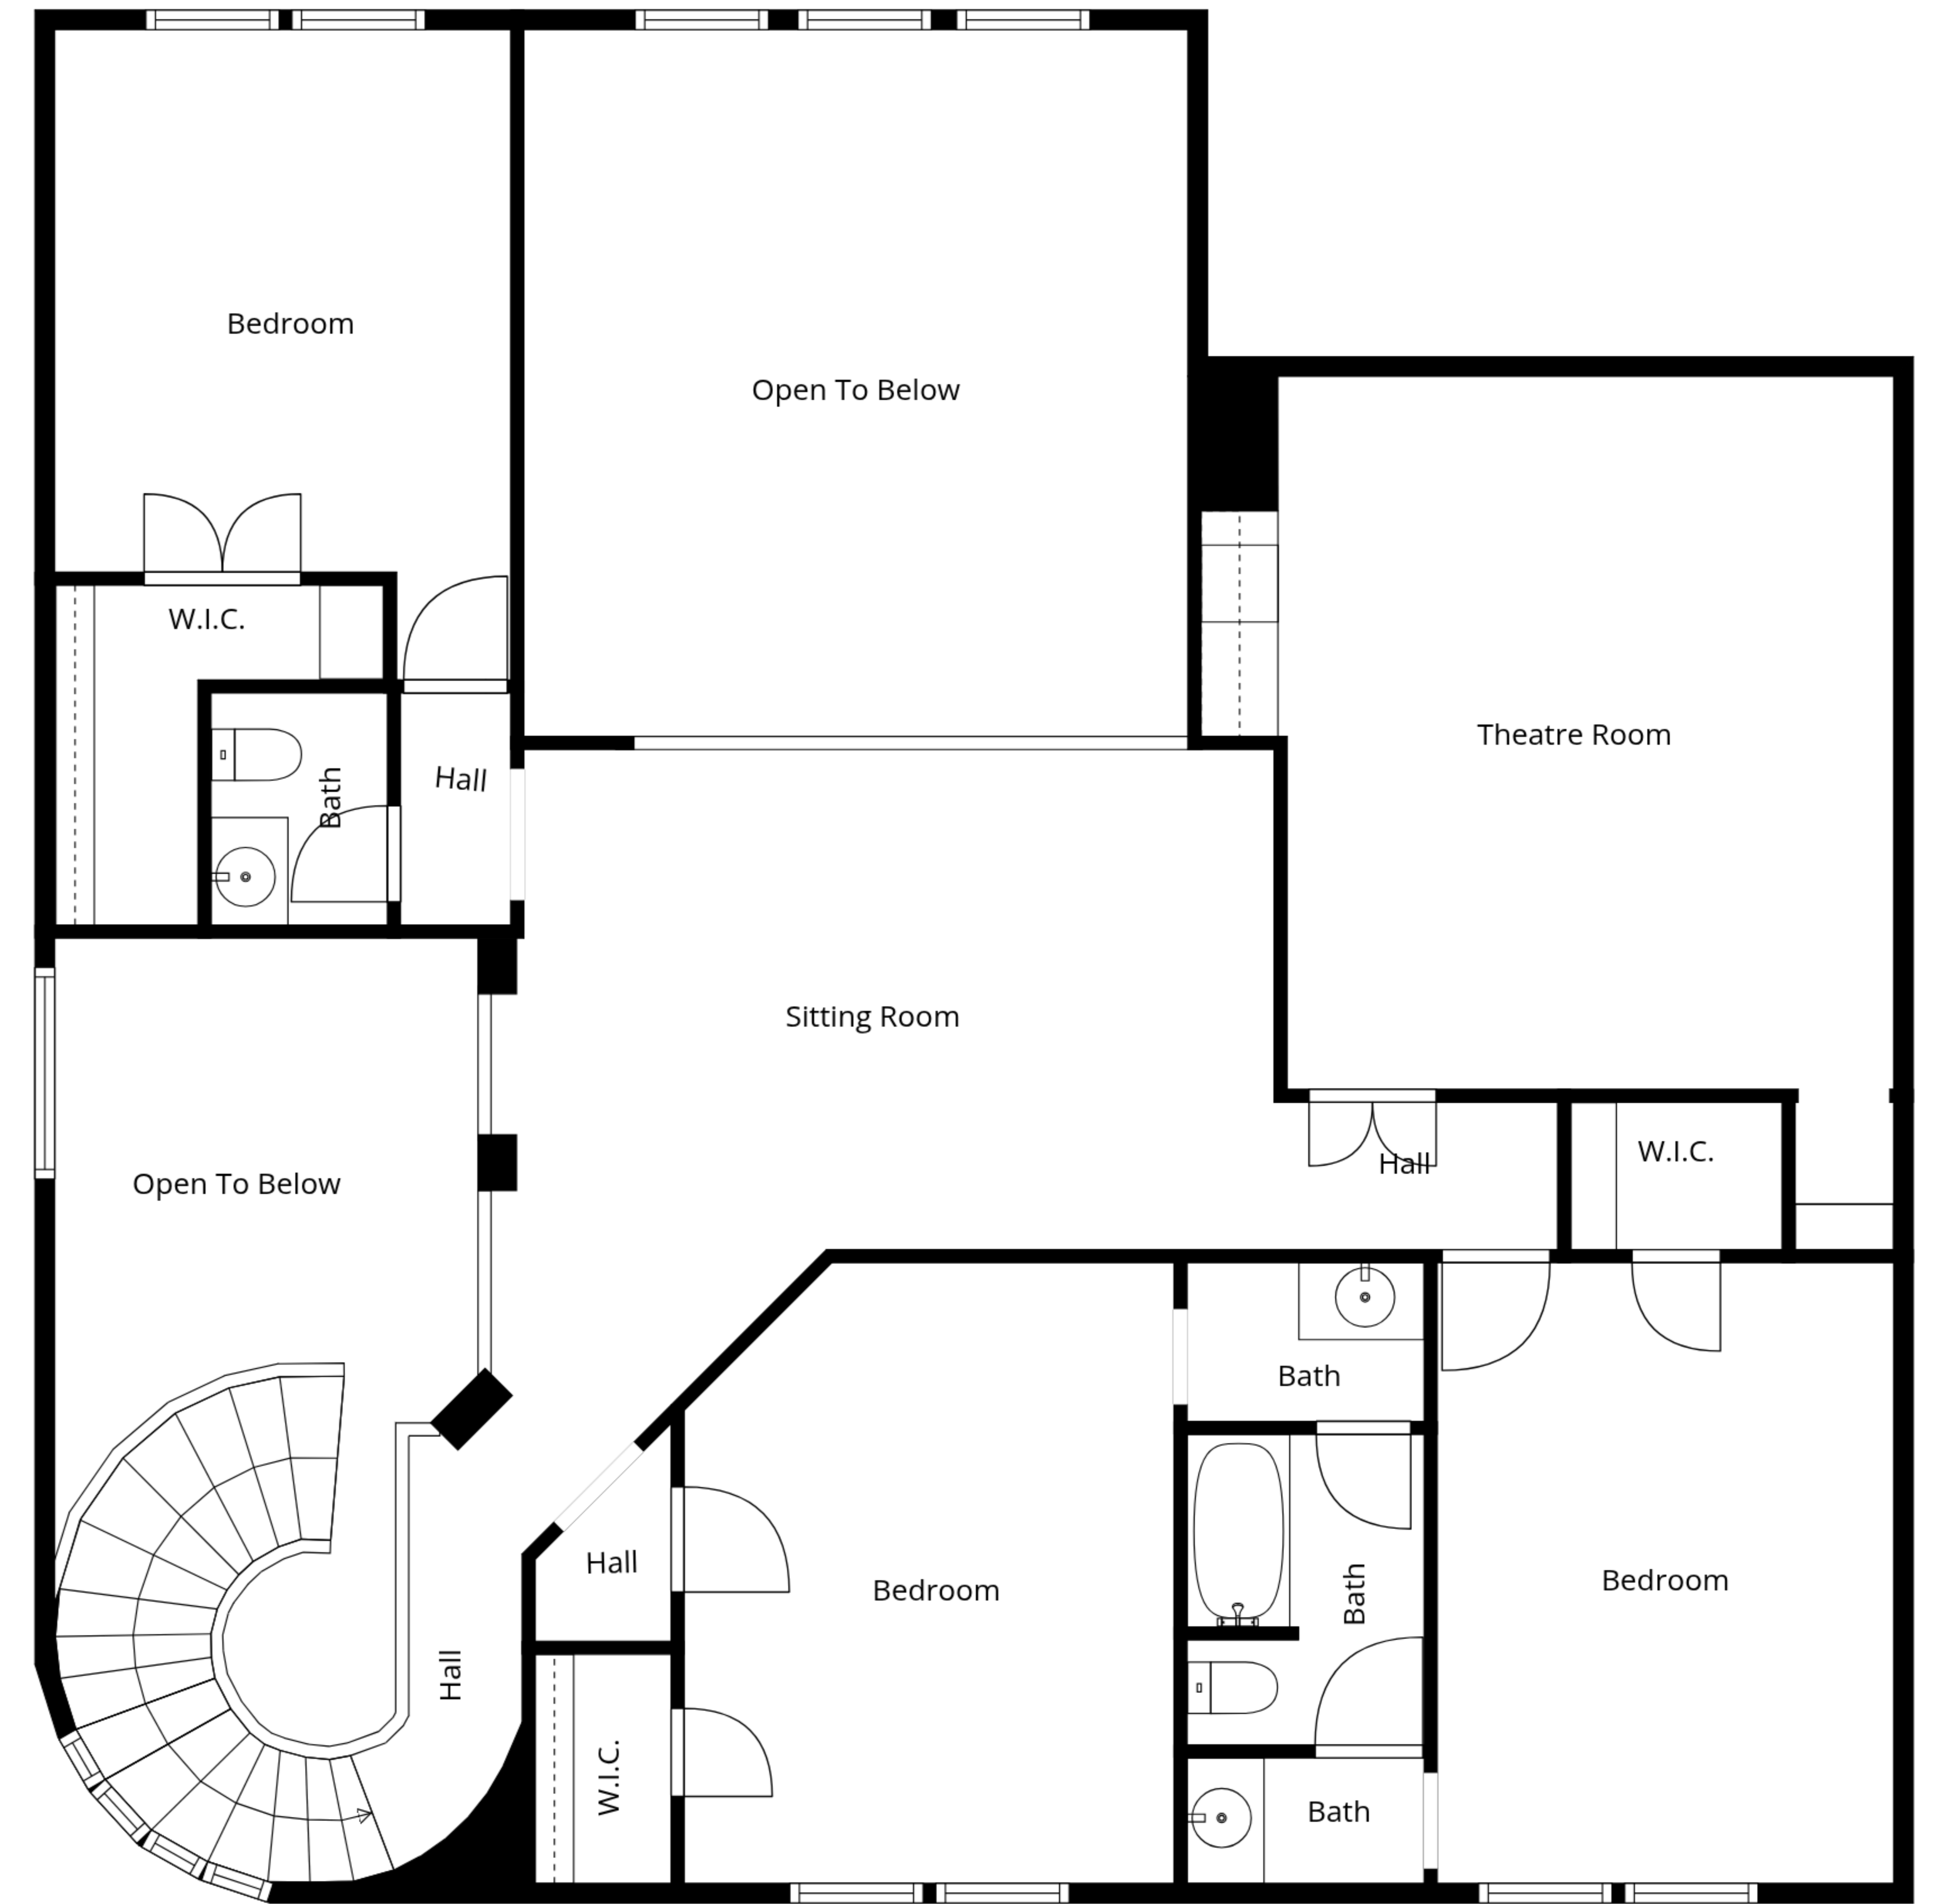 Bedroom
Open To Below
W.I.C.
Theatre Room
Bath
Hall
Sitting Room
Open To Below
Hall
W.I.C.
Bath
Hall
Bedroom
Bath
Bedroom
Hall
W.I.C.
Bath